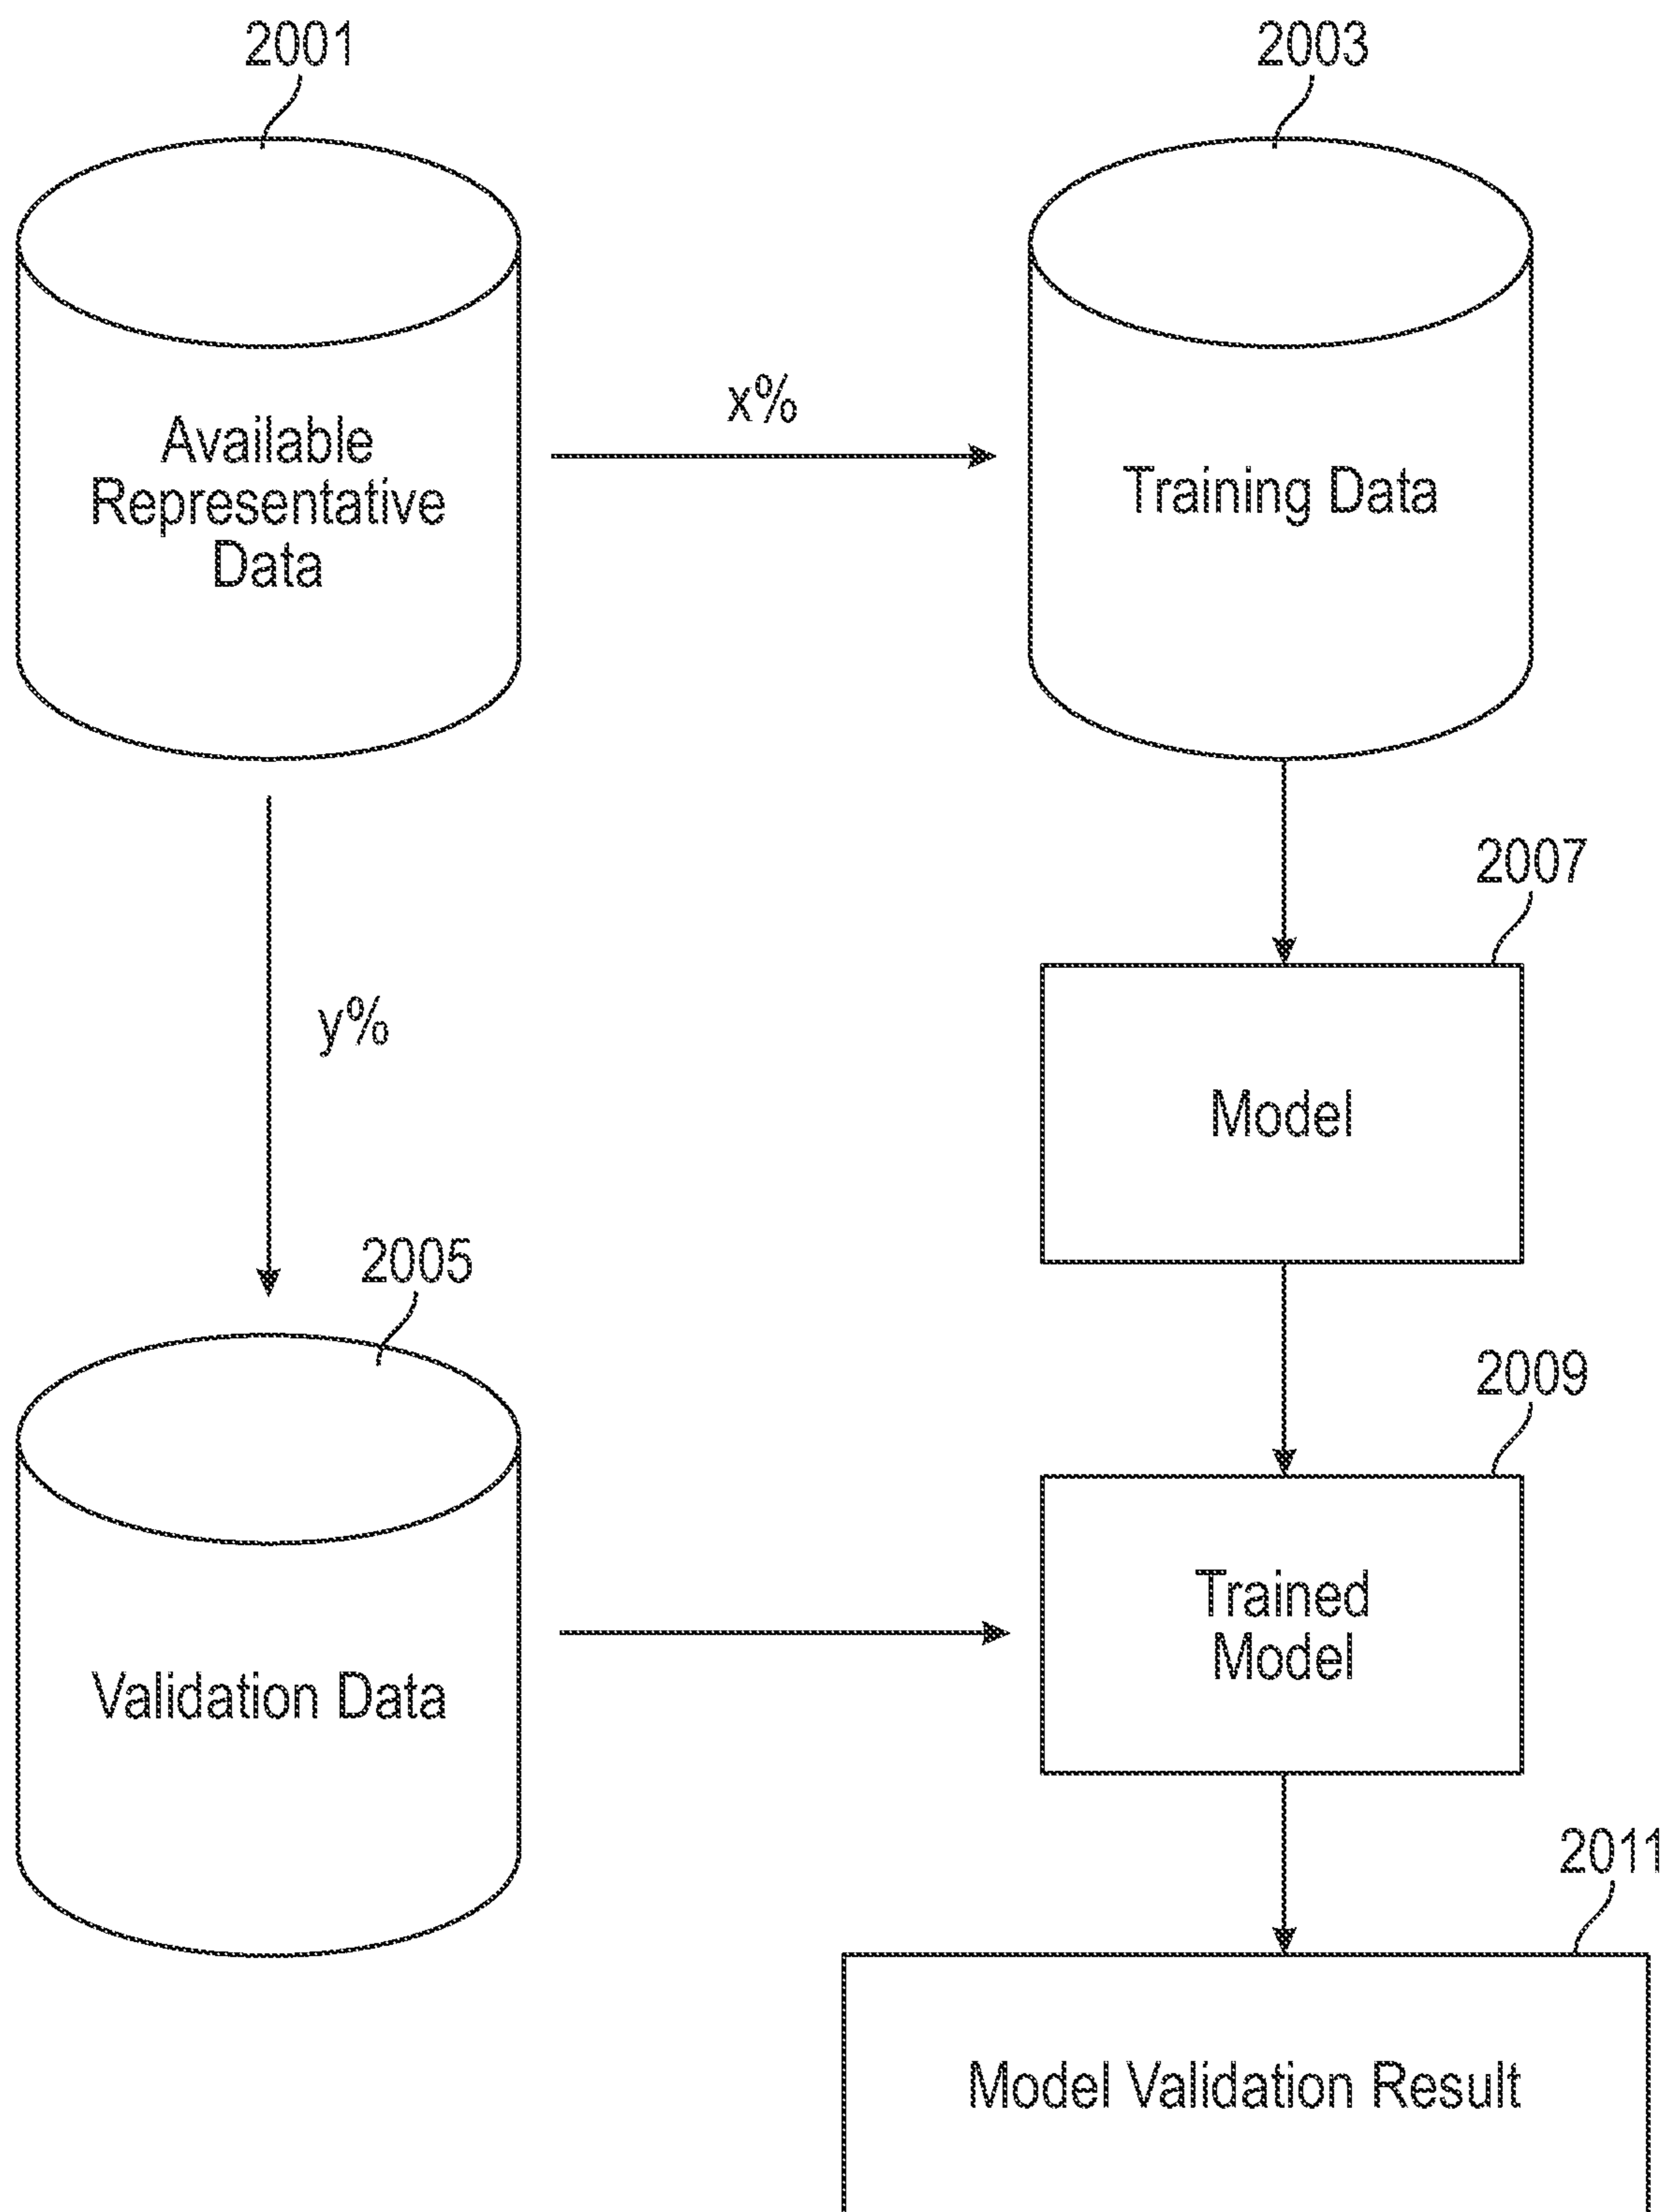 2001
2003
Available
Representative
Data
x%
Training Data
2007
y%
Model
2005
2009
Trained
Model
Validation Data
2011
Model Validation Result